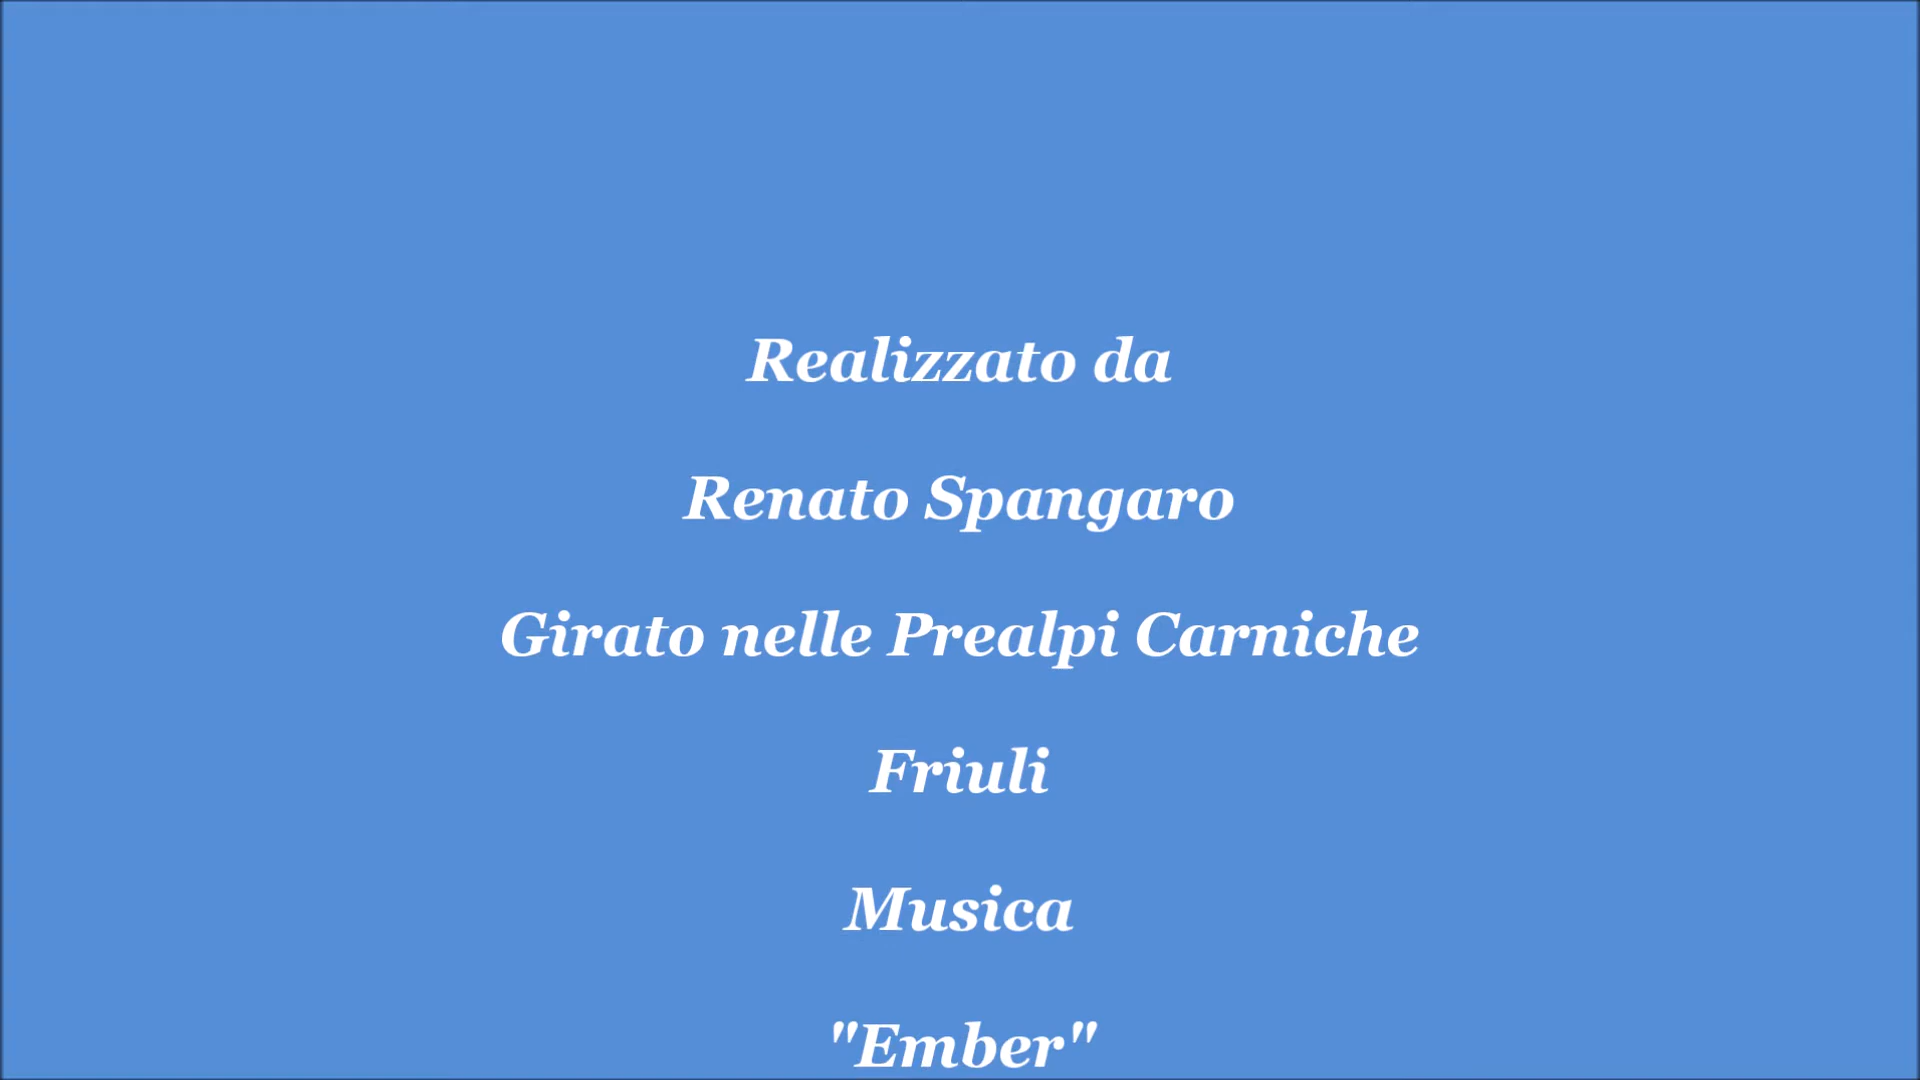 Realizzato da
Renato Spangaro
Girato nelle Prealpi Carniche
Friuli
Musica
"Ember"